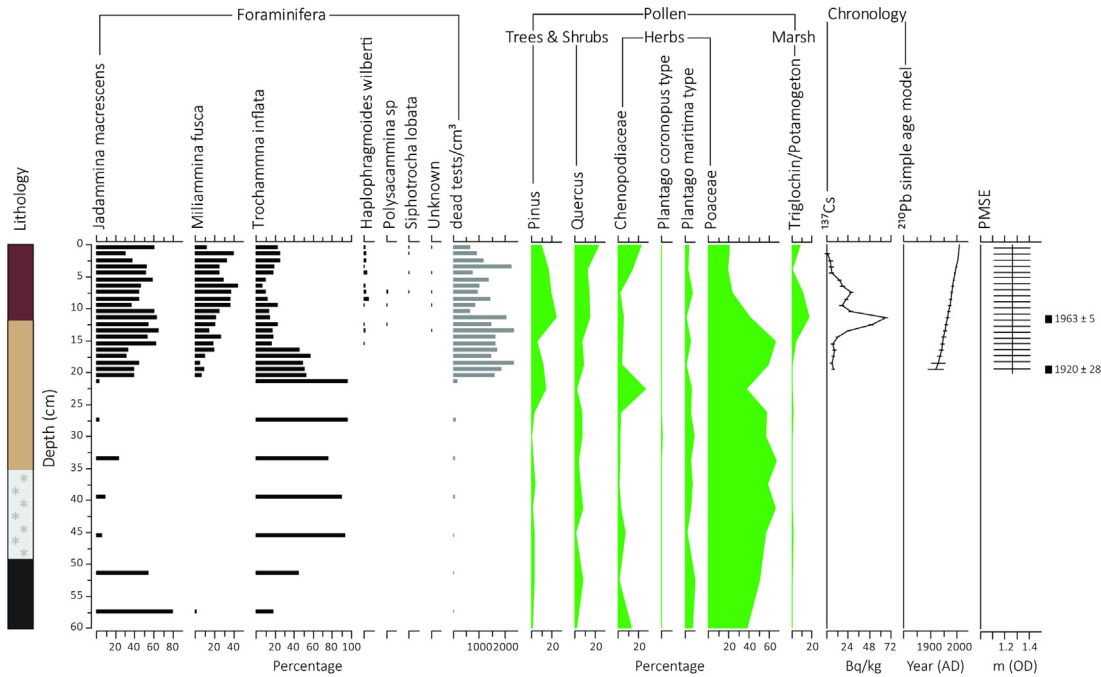 Foraminifera
Pollen
Chronology
Trees & Shrubs
Herbs
Marsh
Lithology
Depth (cm)
Jadammina macrescens
Miliammina fusca
Trochamnna inflata
Haplophragmoides wilberti
Polysacammina sp
Siphotrocha lobata
Unknown
dead tests/cm³
Pinus
Quercus
Chenopodiaceae
Plantago coronopus type
Plantago maritima type
Poaceae
Triglochin/Potamogeton
¹³⁷Cs
²¹⁰Pb simple age model
PMSE
0
5
10
15
20
25
30
35
40
45
50
55
60
1963 ± 5
1920 ± 28
20 40 60 80
20 40
20 40 60 80 100
1000 2000
20
20
20
20 40 60
20
24 48 72
1900 2000
1.2 1.4
Percentage
Percentage
Bq/kg
Year (AD)
m (OD)